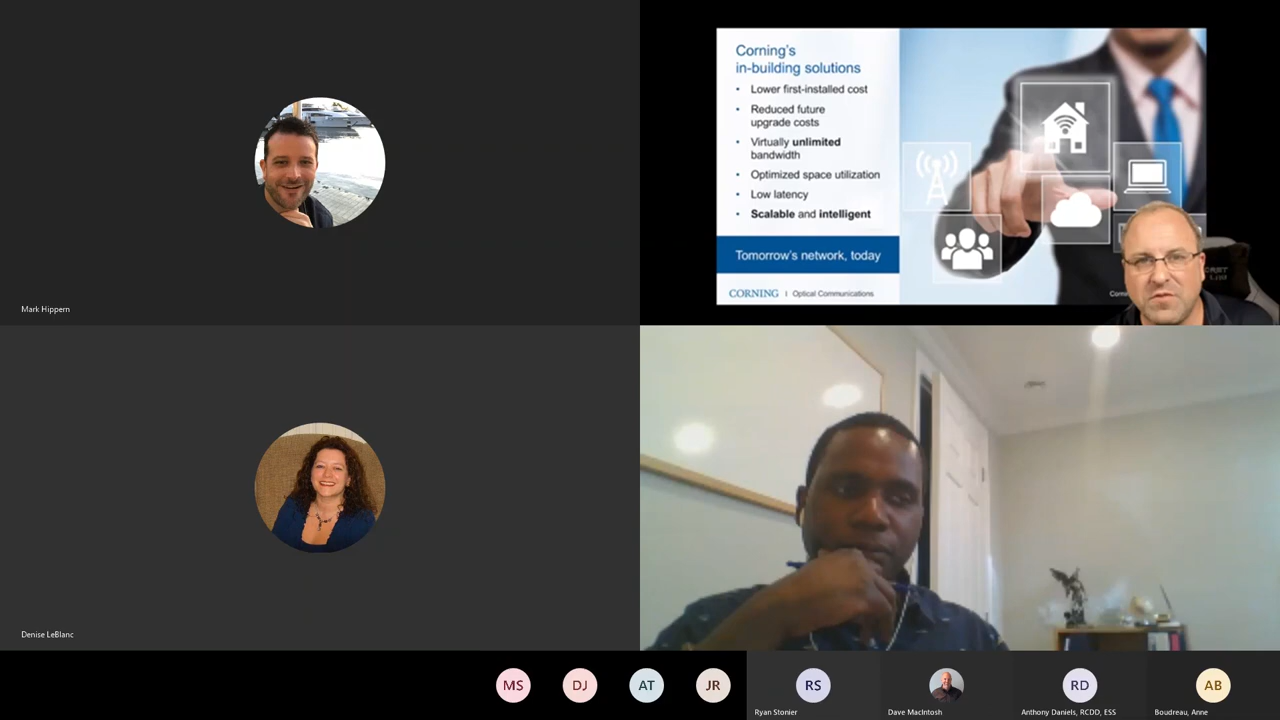 Mark Hippern
Corning's
in-building solutions
• Lower first-installed cost
• Reduced future
upgrade costs
• Virtually unlimited
bandwidth
• Optimized space utilization
• Low latency
• Scalable and intelligent
Tomorrow's network, today
CORNING | Optical Communications
Denise LeBlanc
MS
DJ
AT
JR
RS
Ryan Stonier
Dave MacIntosh
RD
Anthony Daniels, RCDD, ESS
AB
Boudreau, Anne